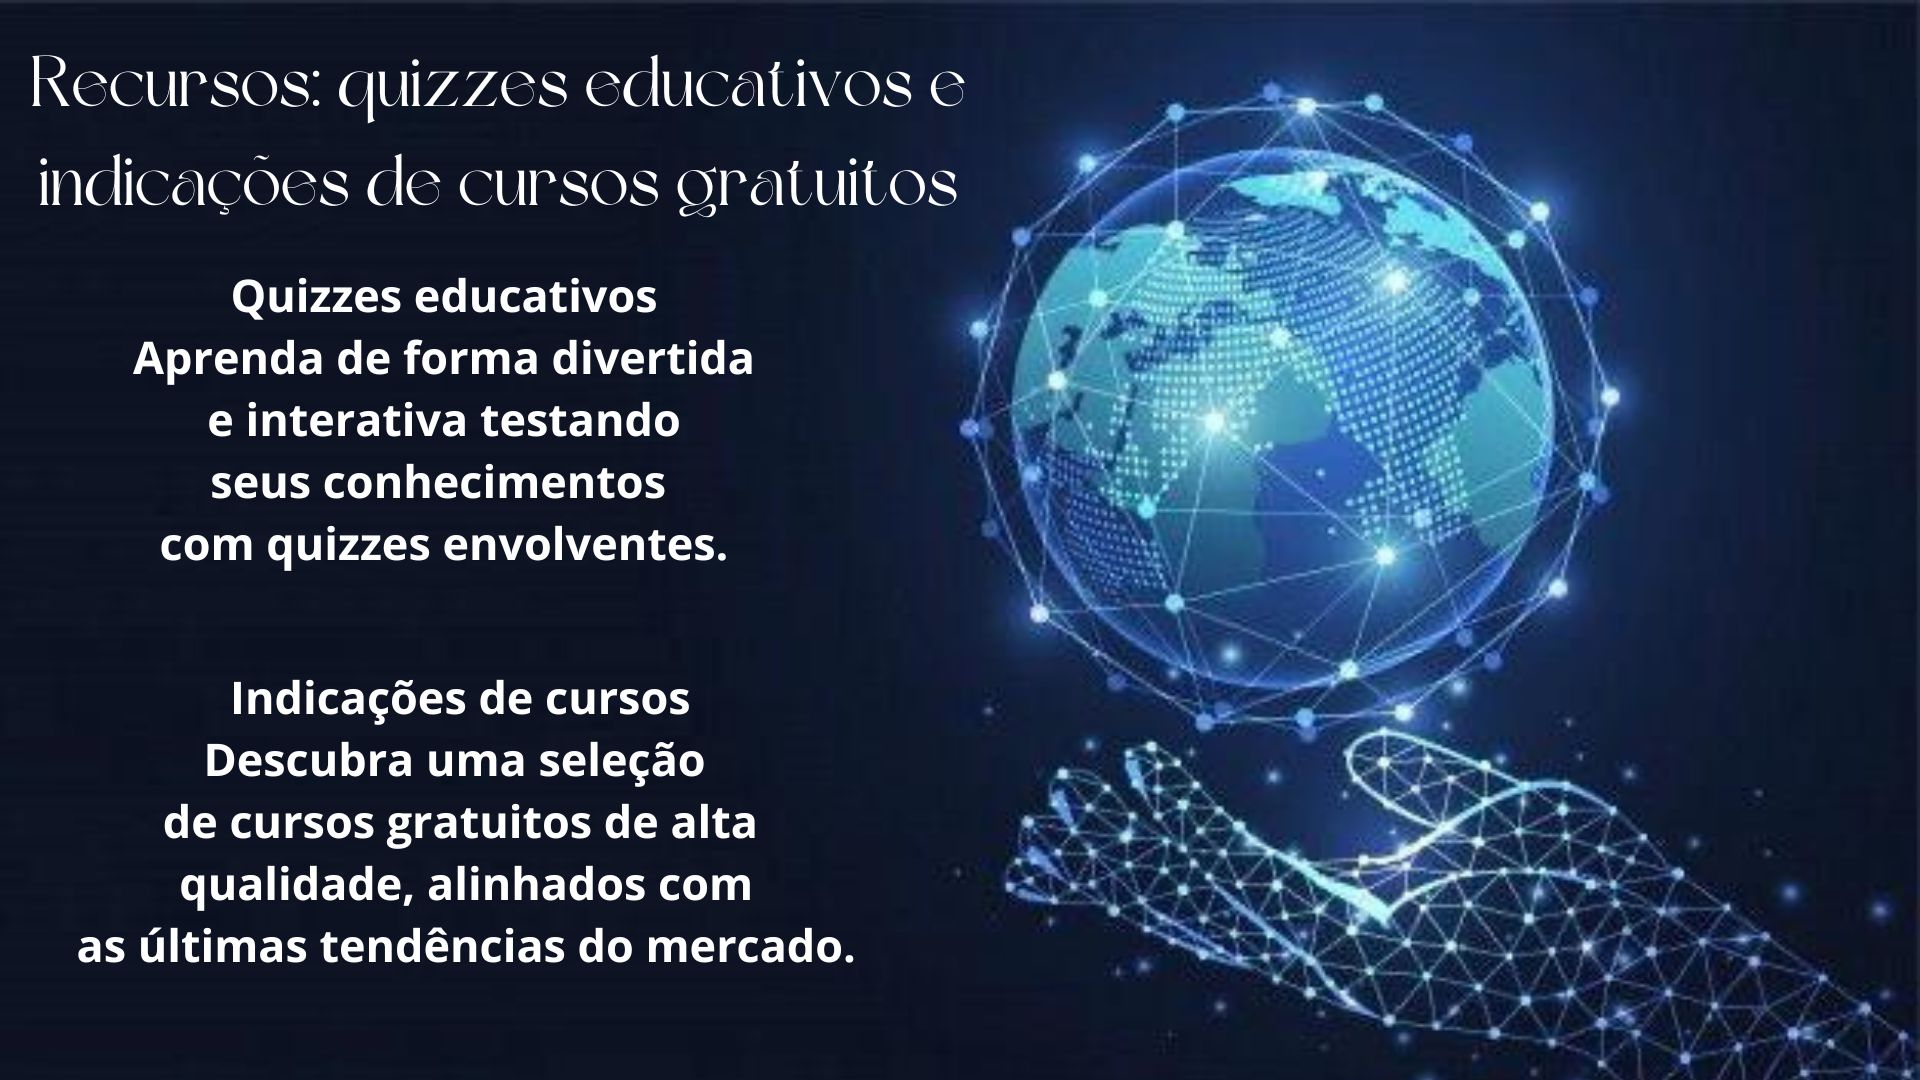 Recursos: quizzes educativos e
indicações de cursos gratuitos
Quizzes educativos
Aprenda de forma divertida
e interativa testando
seus conhecimentos
com quizzes envolventes.
Indicações de cursos
Descubra uma seleção
de cursos gratuitos de alta
qualidade, alinhados com
as últimas tendências do mercado.